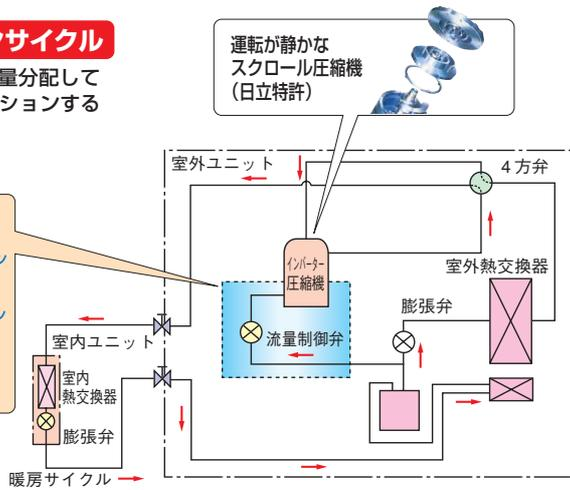 サイクル
量分配して
ションする
運転が静かな
スクロール圧縮機
（日立特許）
室外ユニット
4方弁
インバーター
圧縮機
室外熱交換器
膨張弁
流量制御弁
室内ユニット
室内
熱交換器
膨張弁
暖房サイクル